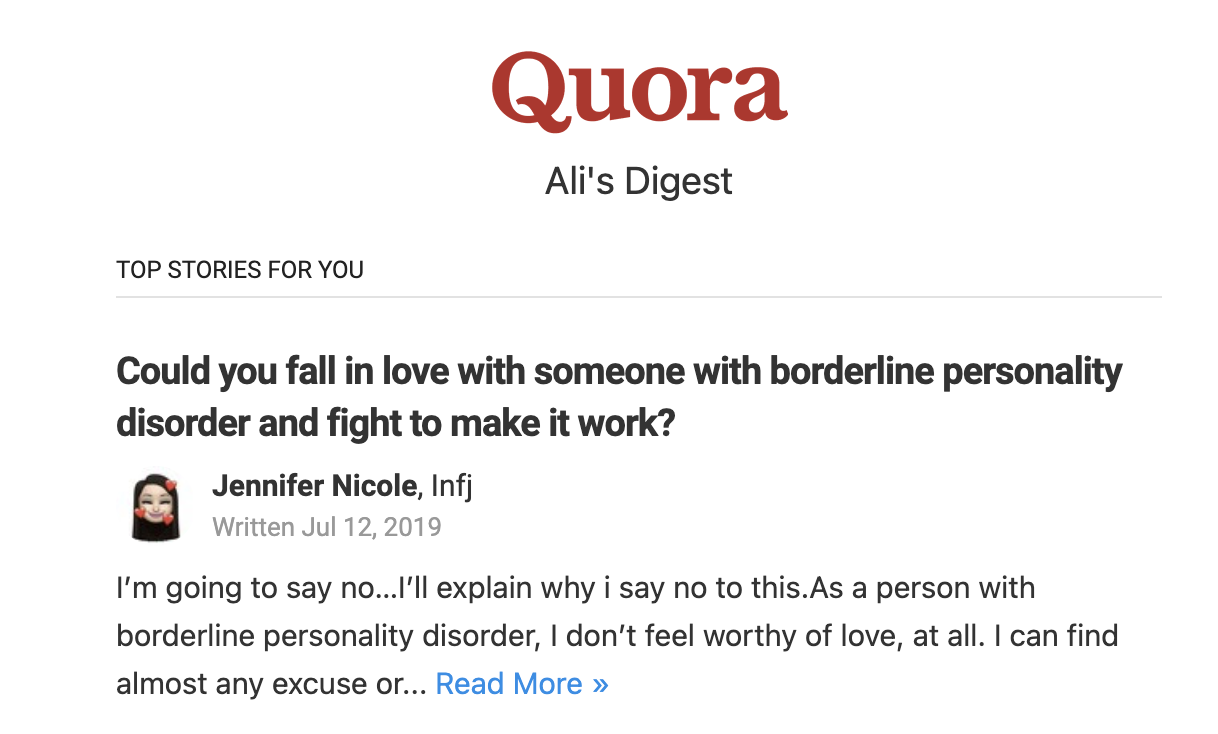 Quora
Ali's Digest
TOP STORIES FOR YOU
Could you fall in love with someone with borderline personality
disorder and fight to make it work?
Jennifer Nicole, Infj
Written Jul 12, 2019
I’m going to say no...I’ll explain why i say no to this.As a person with
borderline personality disorder, I don’t feel worthy of love, at all. I can find
almost any excuse or... Read More »